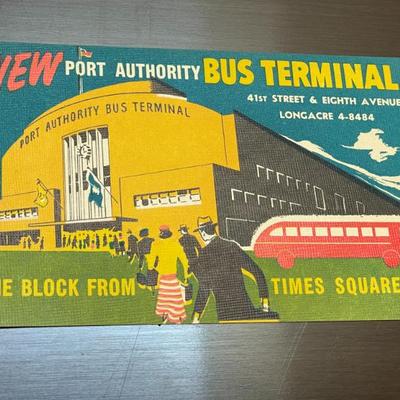 NEW PORT AUTHORITY BUS TERMINAL
41ST STREET & EIGHTH AVENUE
LONGACRE 4-8484
PORT AUTHORITY BUS TERMINAL
ONE BLOCK FROM TIMES SQUARE